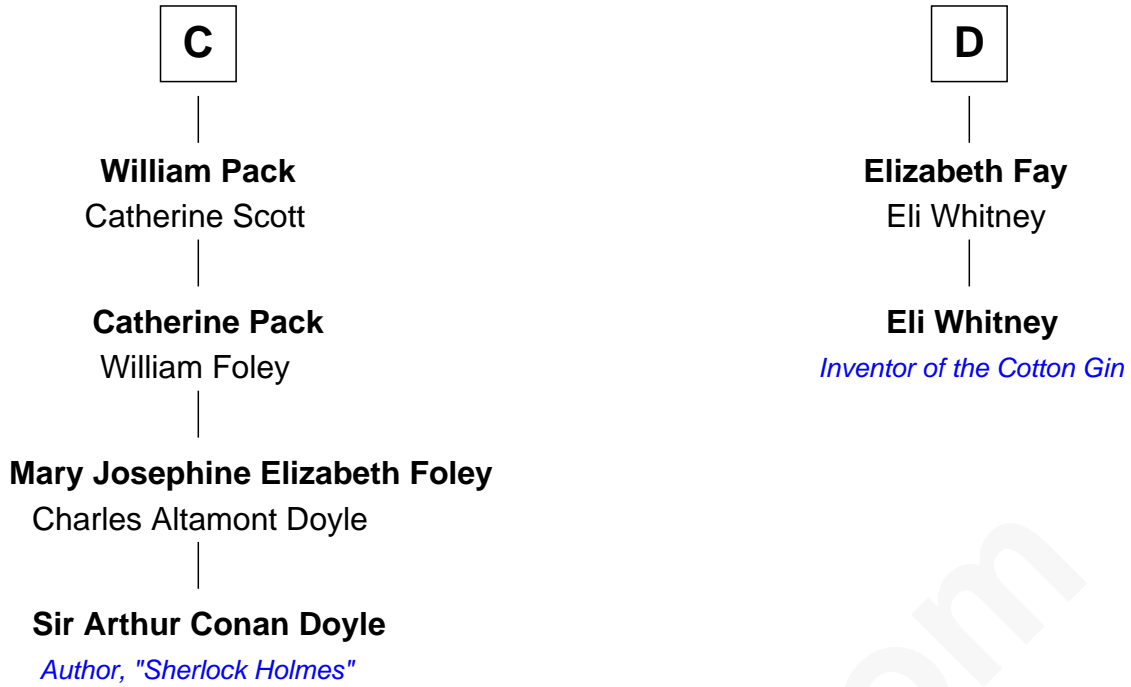 C
William Pack
Catherine Scott
Catherine Pack
William Foley
Mary Josephine Elizabeth Foley
Charles Altamont Doyle
Sir Arthur Conan Doyle
Author, "Sherlock Holmes"
D
Elizabeth Fay
Eli Whitney
Eli Whitney
Inventor of the Cotton Gin
om